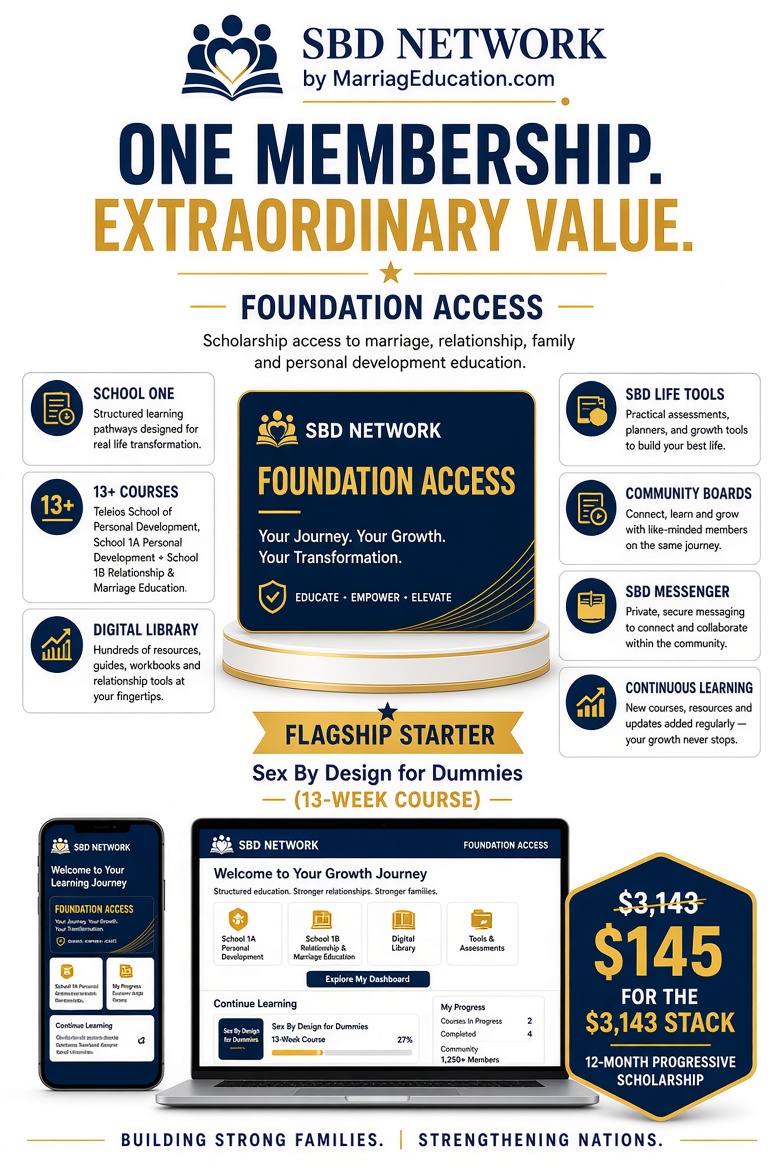 SBD NETWORK
by MarriagEducation.com
ONE MEMBERSHIP.
EXTRAORDINARY VALUE.
FOUNDATION ACCESS
Scholarship access to marriage, relationship, family
and personal development education.
SCHOOL ONE
Structured learning
pathways designed for
real life transformation.
13+
13+ COURSES
Teleios School of
Personal Development,
School 1A Personal
Development + School
1B Relationship &
Marriage Education.
DIGITAL LIBRARY
Hundreds of resources,
guides, workbooks and
relationship tools at
your fingertips.
SBD NETWORK
FOUNDATION ACCESS
Your Journey. Your Growth.
Your Transformation.
EDUCATE • EMPOWER • ELEVATE
SBD LIFE TOOLS
Practical assessments,
planners, and growth tools
to build your best life.
COMMUNITY BOARDS
Connect, learn and grow
with like-minded members
on the same journey.
SBD MESSENGER
Private, secure messaging
to connect and collaborate
within the community.
CONTINUOUS LEARNING
New courses, resources and
updates added regularly —
your growth never stops.
FLAGSHIP STARTER
Sex By Design for Dummies
(13-WEEK COURSE)
SBD NETWORK
Welcome to Your
Learning Journey
FOUNDATION ACCESS
Your Journey. Your Growth.
Your Transformation.
School 1A Personal
My Progress
Continue Learning
SBD NETWORK
FOUNDATION ACCESS
Welcome to Your Growth Journey
Structured education. Stronger relationships. Stronger families.
School 1A
Personal
Development
School 1B
Relationship &
Marriage Education
Digital
Library
Tools &
Assessments
Explore My Dashboard
Continue Learning
Sex By Design
for Dummies
Sex By Design for Dummies
13-Week Course
27%
My Progress
Courses In Progress 2
Completed 4
Community
1,250+ Members
$3,143
$145
FOR THE
$3,143 STACK
12-MONTH PROGRESSIVE
SCHOLARSHIP
BUILDING STRONG FAMILIES. | STRENGTHENING NATIONS.